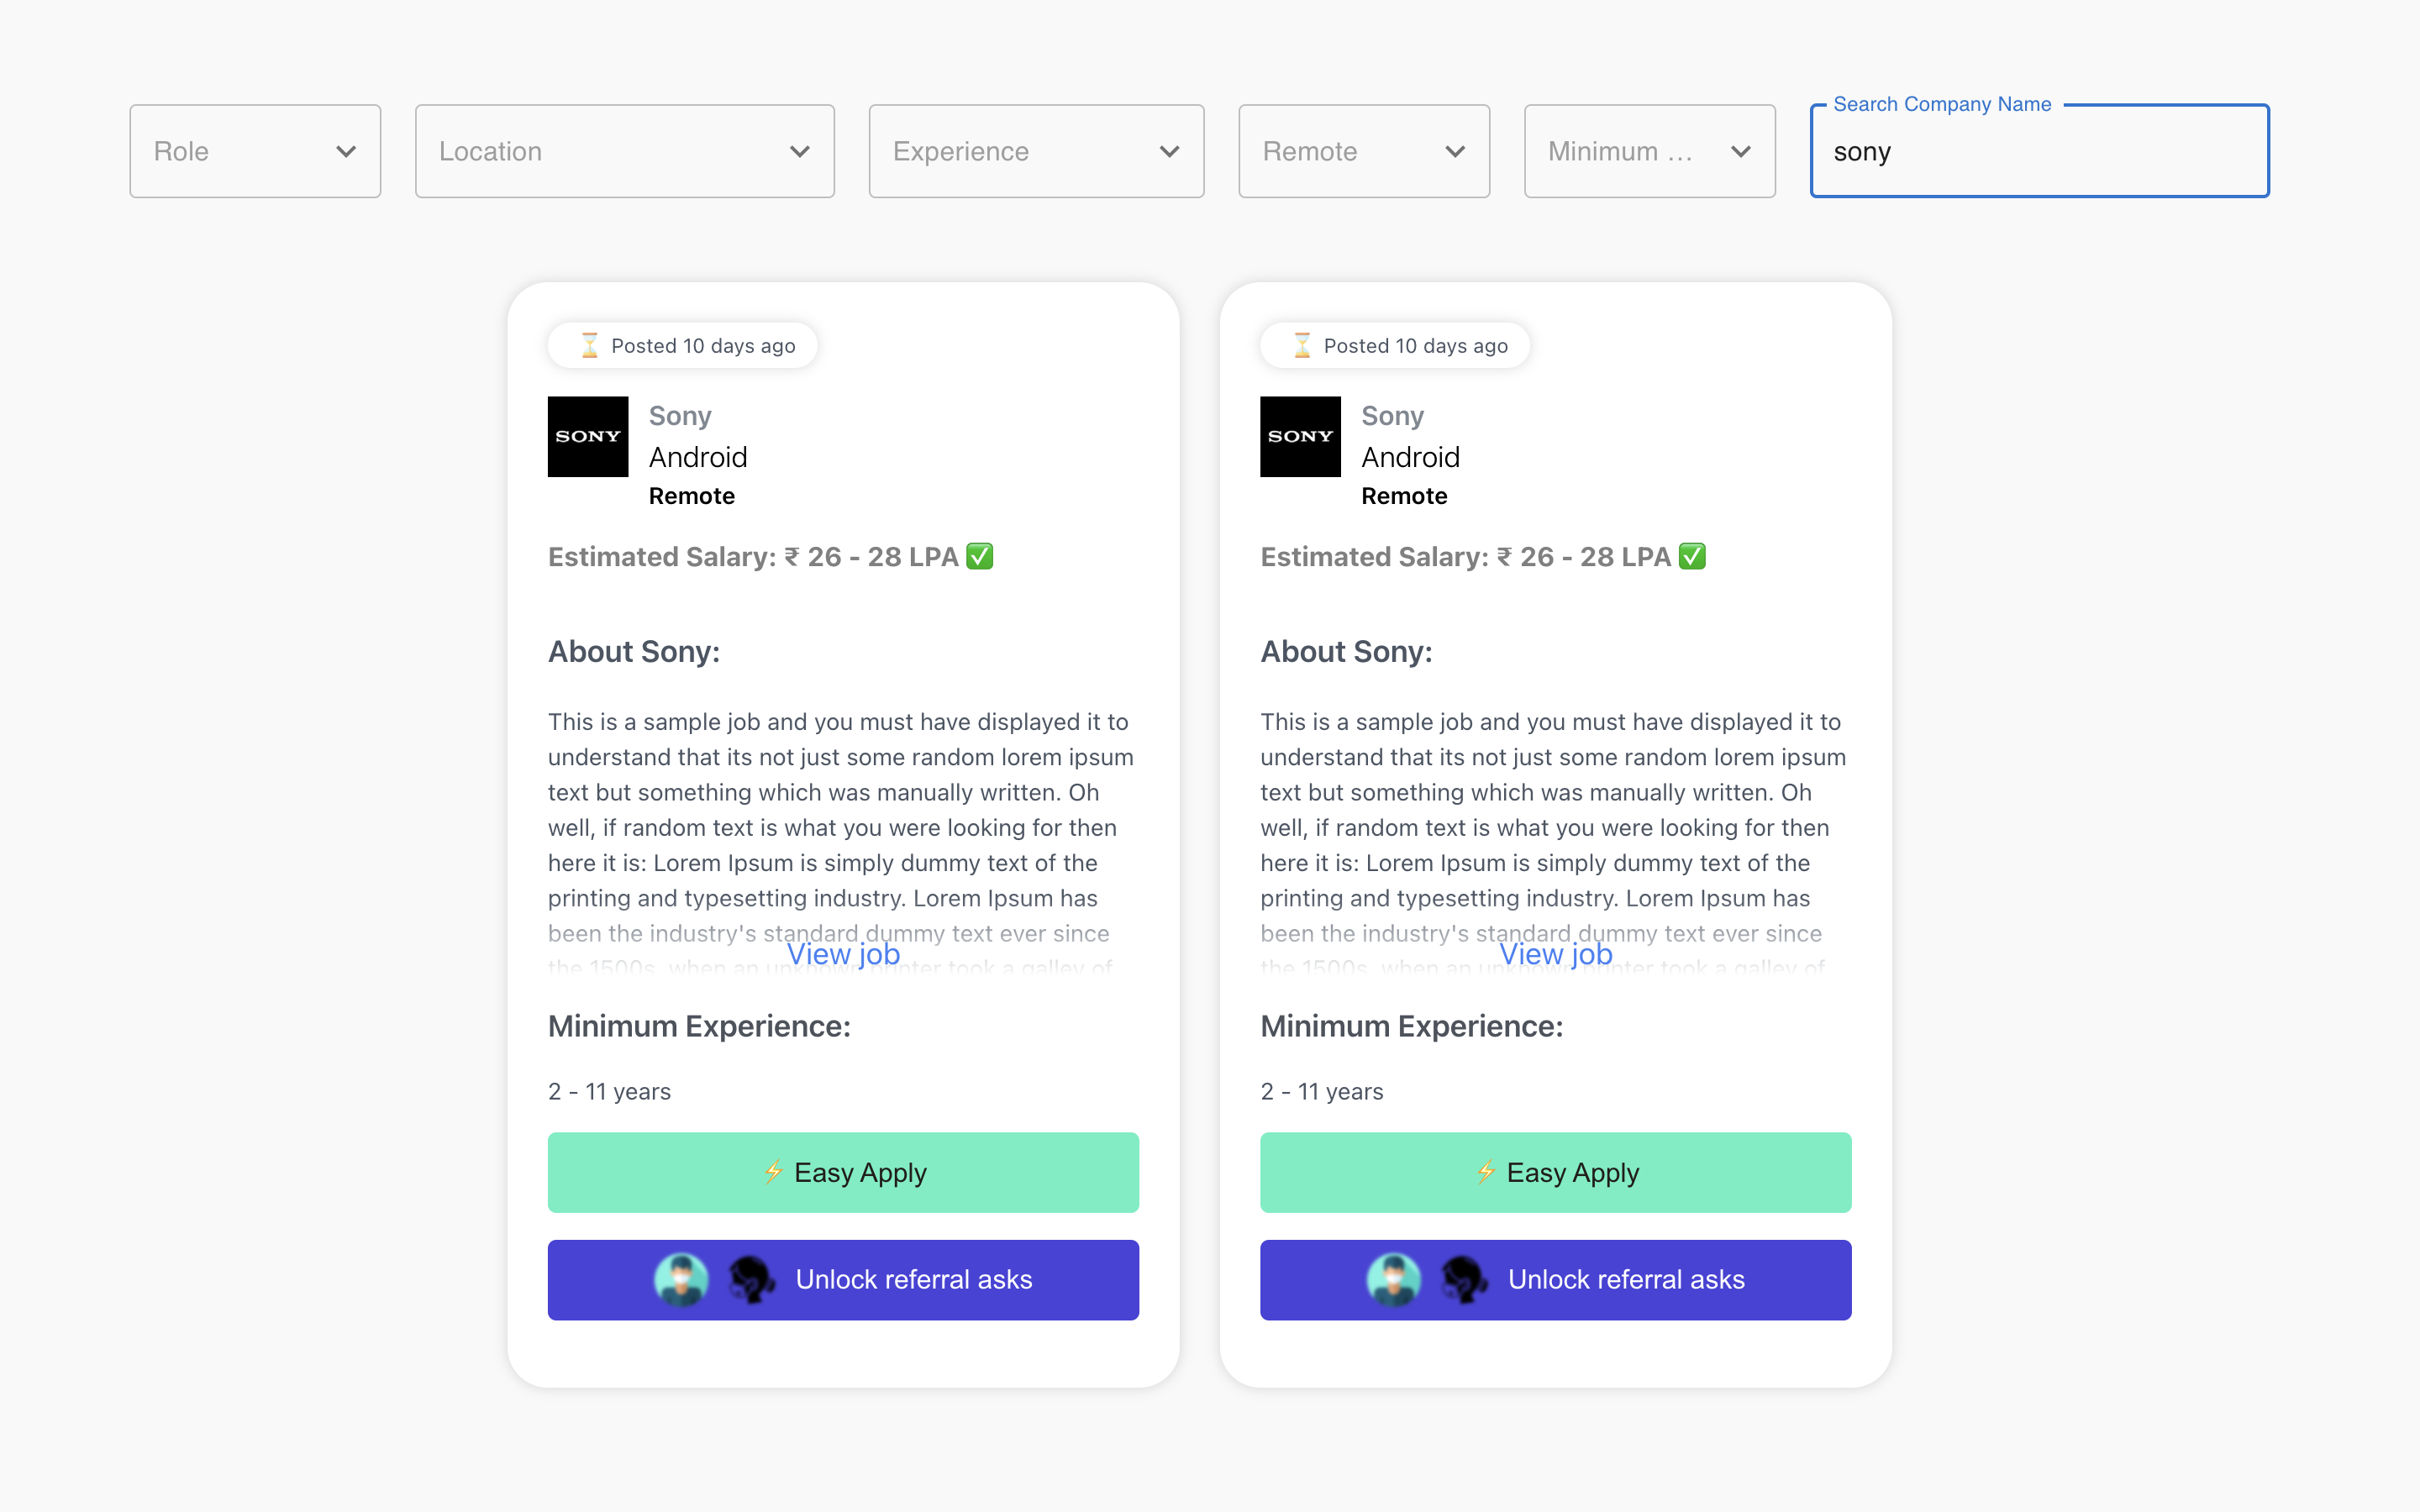 Role
Location
Experience
Remote
Minimum ...
Search Company Name
sony
⏳ Posted 10 days ago
SONY
Sony
Android
Remote
Estimated Salary: ₹ 26 - 28 LPA ✅
About Sony:
This is a sample job and you must have displayed it to
understand that its not just some random lorem ipsum
text but something which was manually written. Oh
well, if random text is what you were looking for then
here it is: Lorem Ipsum is simply dummy text of the
printing and typesetting industry. Lorem Ipsum has
been the industry's standard dummy text ever since
the 1500s, when an unknown printer took a galley of
View job
Minimum Experience:
2 - 11 years
⚡ Easy Apply
Unlock referral asks
⏳ Posted 10 days ago
SONY
Sony
Android
Remote
Estimated Salary: ₹ 26 - 28 LPA ✅
About Sony:
This is a sample job and you must have displayed it to
understand that its not just some random lorem ipsum
text but something which was manually written. Oh
well, if random text is what you were looking for then
here it is: Lorem Ipsum is simply dummy text of the
printing and typesetting industry. Lorem Ipsum has
been the industry's standard dummy text ever since
the 1500s, when an unknown printer took a galley of
View job
Minimum Experience:
2 - 11 years
⚡ Easy Apply
Unlock referral asks